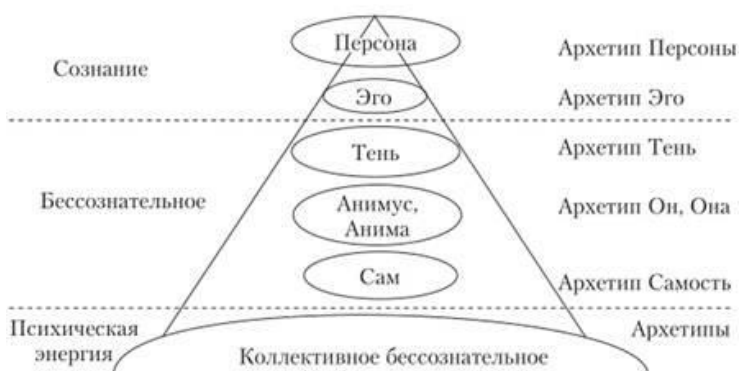 Сознание
Персона
Архетип Персоны
Эго
Архетип Эго
Тень
Архетип Тень
Бессознательное
Анимус,
Анима
Архетип Он, Она
Сам
Архетип Самость
Психическая
энергия
Коллективное бессознательное
Архетипы